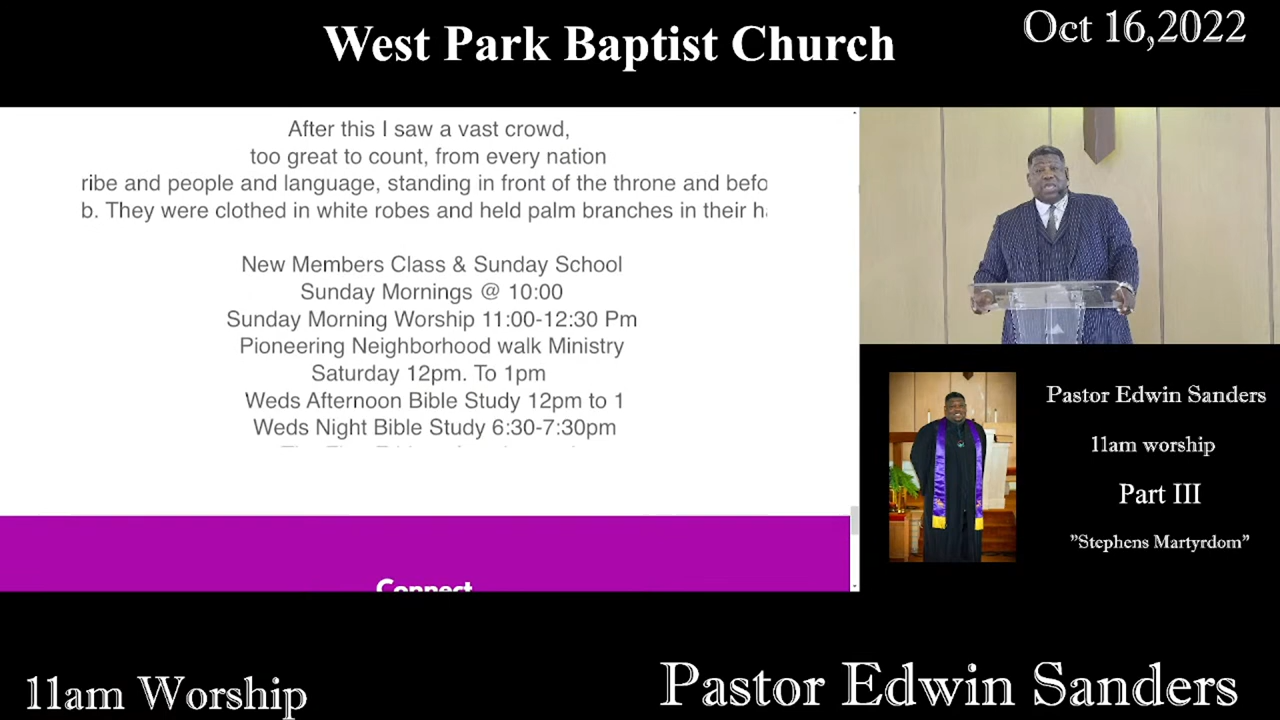 West Park Baptist Church
Oct 16,2022
After this I saw a vast crowd,
too great to count, from every nation
ribe and people and language, standing in front of the throne and befo
b. They were clothed in white robes and held palm branches in their h
New Members Class & Sunday School
Sunday Mornings @ 10:00
Sunday Morning Worship 11:00-12:30 Pm
Pioneering Neighborhood walk Ministry
Saturday 12pm. To 1pm
Weds Afternoon Bible Study 12pm to 1
Weds Night Bible Study 6:30-7:30pm
Connect
Pastor Edwin Sanders
11am worship
Part III
"Stephens Martyrdom"
11am Worship
Pastor Edwin Sanders